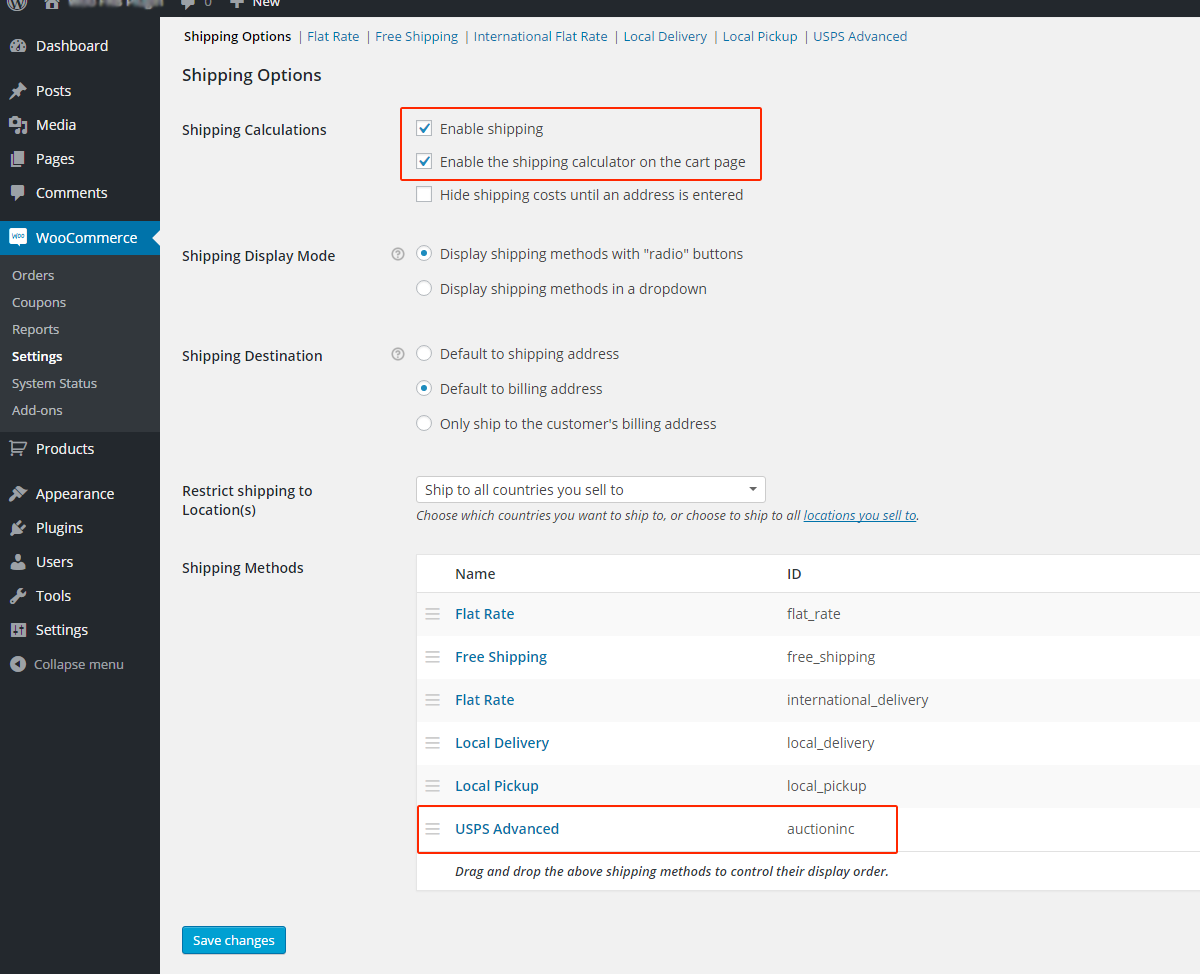 0 New
Dashboard
Posts
Media
Pages
Comments
WooCommerce
Orders
Coupons
Reports
Settings
System Status
Add-ons
Products
Appearance
Plugins
Users
Tools
Settings
Collapse menu
Shipping Options | Flat Rate | Free Shipping | International Flat Rate | Local Delivery | Local Pickup | USPS Advanced
Shipping Options
Shipping Calculations
Enable shipping
Enable the shipping calculator on the cart page
Hide shipping costs until an address is entered
Shipping Display Mode
Display shipping methods with "radio" buttons
Display shipping methods in a dropdown
Shipping Destination
Default to shipping address
Default to billing address
Only ship to the customer's billing address
Restrict shipping to
Location(s)
Ship to all countries you sell to
Choose which countries you want to ship to, or choose to ship to all locations you sell to.
Shipping Methods
Name ID
Flat Rate flat_rate
Free Shipping free_shipping
Flat Rate international_delivery
Local Delivery local_delivery
Local Pickup local_pickup
USPS Advanced auctioninc
Drag and drop the above shipping methods to control their display order.
Save changes